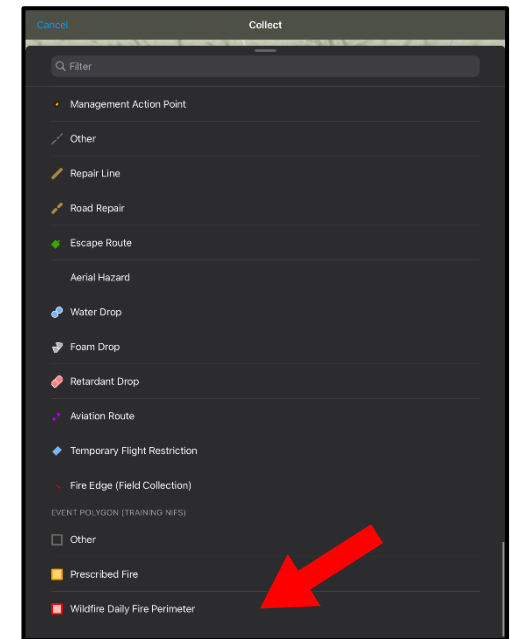 Cancel
Collect
Filter
Management Action Point
Other
Repair Line
Road Repair
Escape Route
Aerial Hazard
Water Drop
Foam Drop
Retardant Drop
Aviation Route
Temporary Flight Restriction
Fire Edge (Field Collection)
EVENT POLYGON (TRAINING NIFS)
Other
Prescribed Fire
Wildfire Daily Fire Perimeter